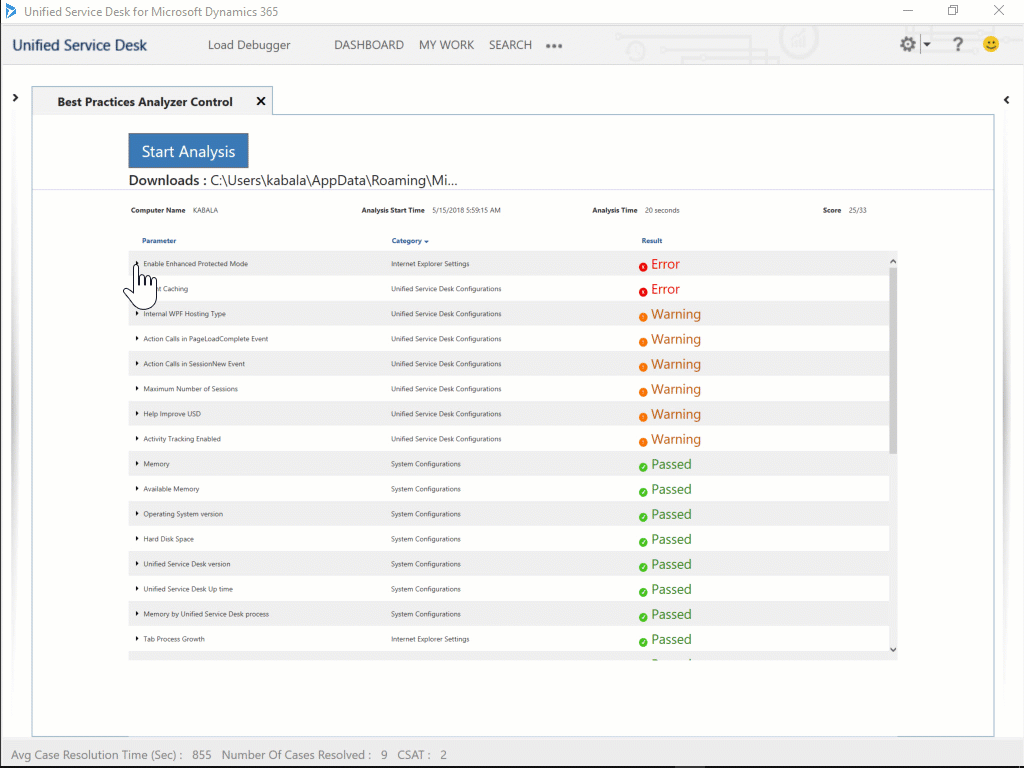 Unified Service Desk for Microsoft Dynamics 365
Unified Service Desk Load Debugger DASHBOARD MY WORK SEARCH ••• ?
Best Practices Analyzer Control
Start Analysis
Downloads : C:\Users\kabala\AppData\Roaming\Mi...
Computer Name KABALA Analysis Start Time 5/15/2018 5:59:15 AM Analysis Time 20 seconds Score 25/33
Parameter Category Result
Enable Enhanced Protected Mode Internet Explorer Settings Error
Caching Unified Service Desk Configurations Error
Internal WPF Hosting Type Unified Service Desk Configurations Warning
Action Calls in PageLoadComplete Event Unified Service Desk Configurations Warning
Action Calls in SessionNew Event Unified Service Desk Configurations Warning
Maximum Number of Sessions Unified Service Desk Configurations Warning
Help Improve USD Unified Service Desk Configurations Warning
Activity Tracking Enabled Unified Service Desk Configurations Warning
Memory System Configurations Passed
Available Memory System Configurations Passed
Operating System version System Configurations Passed
Hard Disk Space System Configurations Passed
Unified Service Desk version System Configurations Passed
Unified Service Desk Up time System Configurations Passed
Memory by Unified Service Desk process System Configurations Passed
Tab Process Growth Internet Explorer Settings Passed
Avg Case Resolution Time (Sec) : 855 Number Of Cases Resolved : 9 CSAT : 2